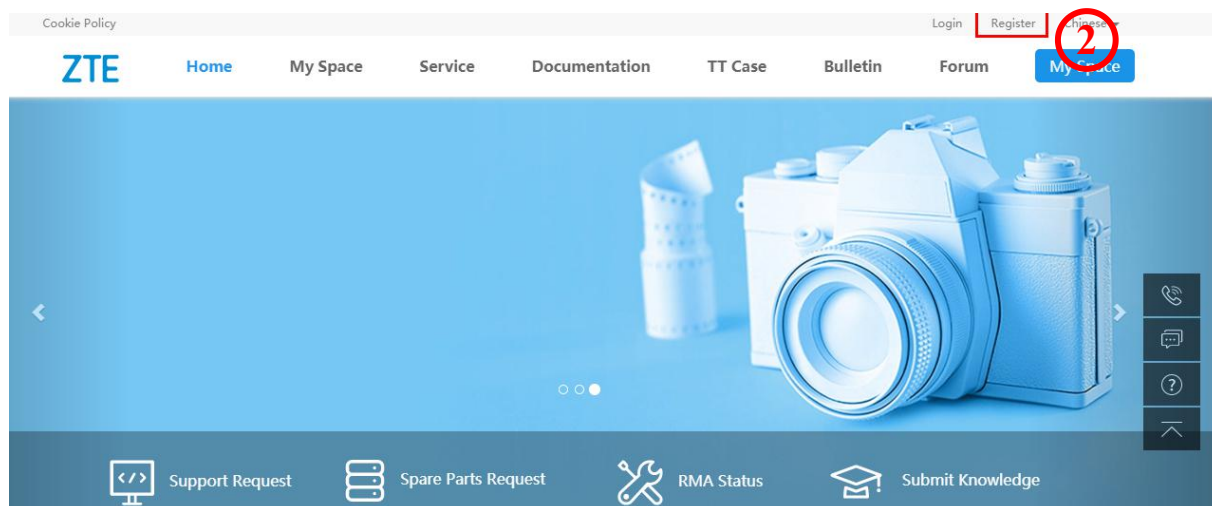 Cookie Policy Login Register Chinese
2
ZTE Home My Space Service Documentation TT Case Bulletin Forum My Space
Support Request Spare Parts Request RMA Status Submit Knowledge